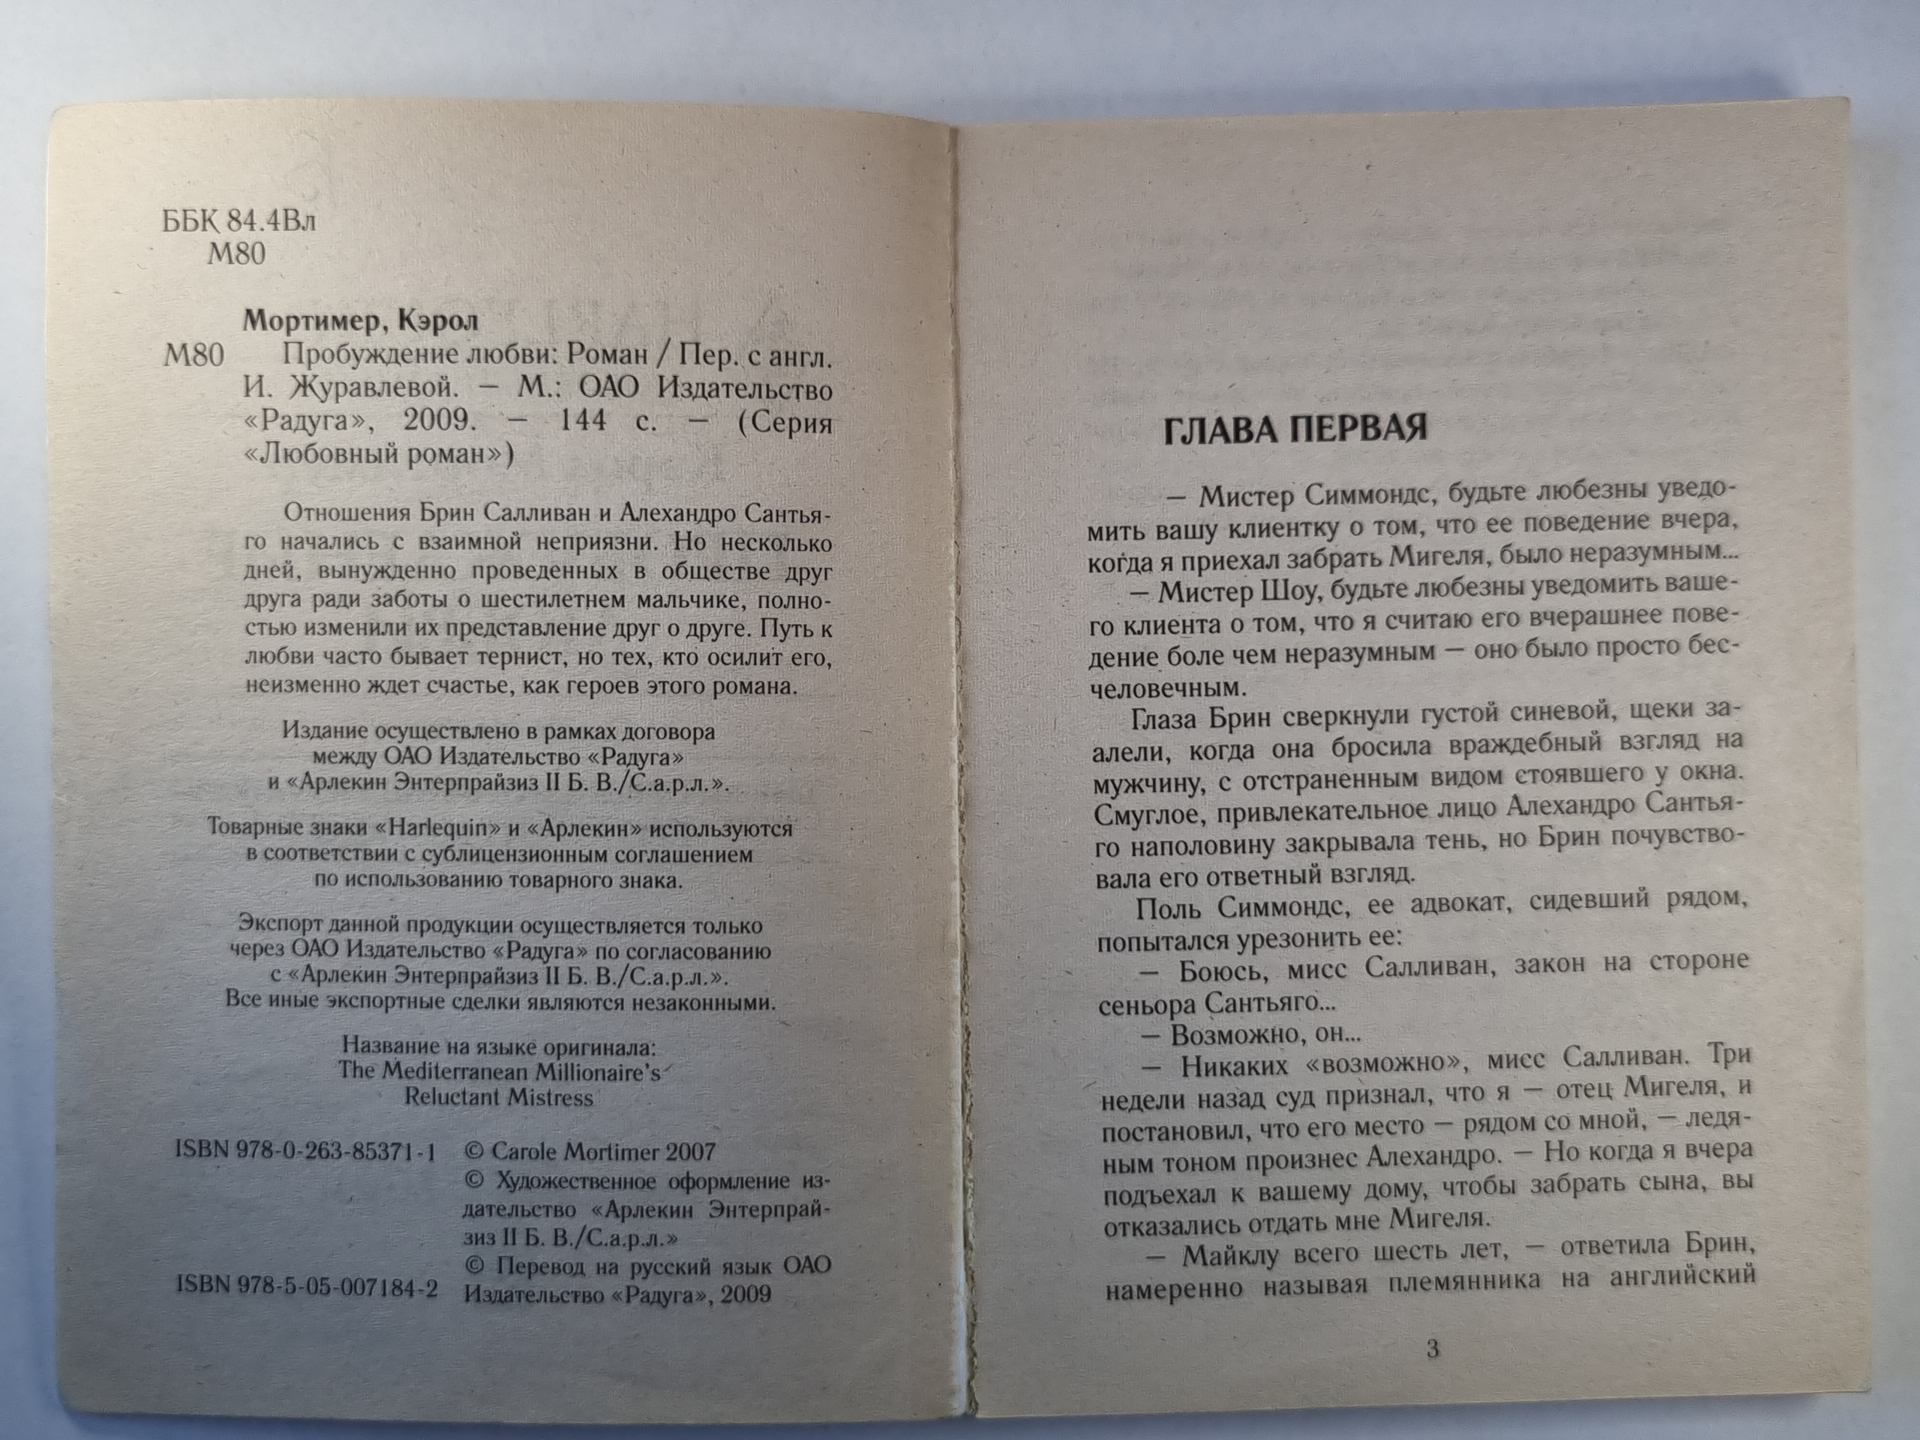 ББК 84.4Вл
М80
Мортимер, Кэрол
М80 Пробуждение любви: Роман / Пер. с англ.
И. Журавлевой. — М.: ОАО Издательство
«Радуга», 2009. — 144 с. — (Серия
«Любовный роман»)
Отношения Брин Салливан и Алехандро Сантья-
го начались с взаимной неприязни. Но несколько
дней, вынужденно проведенных в обществе друг
друга ради заботы о шестилетнем мальчике, полно-
стью изменили их представление друг о друге. Путь к
любви часто бывает тернист, но тех, кто осилит его,
неизменно ждет счастье, как героев этого романа.
Издание осуществлено в рамках договора
между ОАО Издательство «Радуга»
и «Арлекин Энтерпрайзиз II Б. В./С.а.р.л.».
Товарные знаки «Harlequin» и «Арлекин» используются
в соответствии с сублицензионным соглашением
по использованию товарного знака.
Экспорт данной продукции осуществляется только
через ОАО Издательство «Радуга» по согласованию
с «Арлекин Энтерпрайзиз II Б. В./С.а.р.л.».
Все иные экспортные сделки являются незаконными.
Название на языке оригинала:
The Mediterranean Millionaire's
Reluctant Mistress
ISBN 978-0-263-85371-1 © Carole Mortimer 2007
© Художественное оформление из-
дательство «Арлекин Энтерпрай-
зиз II Б. В./С.а.р.л.»
© Перевод на русский язык ОАО
ISBN 978-5-05-007184-2 Издательство «Радуга», 2009
ГЛАВА ПЕРВАЯ
— Мистер Симмондс, будьте любезны уведо-
мить вашу клиентку о том, что ее поведение вчера,
когда я приехал забрать Мигеля, было неразумным...
— Мистер Шоу, будьте любезны уведомить ваше-
го клиента о том, что я считаю его вчерашнее пове-
дение боле чем неразумным — оно было просто бес-
человечным.
Глаза Брин сверкнули густой синевой, щеки за-
алели, когда она бросила враждебный взгляд на
мужчину, с отстраненным видом стоявшего у окна.
Смуглое, привлекательное лицо Алехандро Сантья-
го наполовину закрывала тень, но Брин почувство-
вала его ответный взгляд.
Поль Симмондс, ее адвокат, сидевший рядом,
попытался урезонить ее:
— Боюсь, мисс Салливан, закон на стороне
сеньора Сантьяго...
— Возможно, он...
— Никаких «возможно», мисс Салливан. Три
недели назад суд признал, что я — отец Мигеля, и
постановил, что его место — рядом со мной, — ледя-
ным тоном произнес Алехандро. — Но когда я вчера
подъехал к вашему дому, чтобы забрать сына, вы
отказались отдать мне Мигеля.
— Майклу всего шесть лет, — ответила Брин,
намеренно называя племянника на английский
3